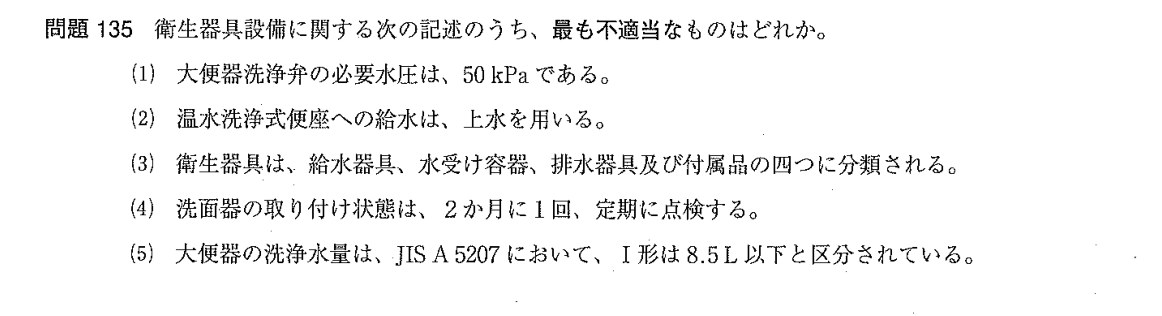 問題 135 衛生器具設備に関する次の記述のうち、最も不適当なものはどれか。
(1) 大便器洗浄弁の必要水圧は、50 kPa である。
(2) 温水洗浄式便座への給水は、上水を用いる。
(3) 衛生器具は、給水器具、水受け容器、排水器具及び付属品の四つに分類される。
(4) 洗面器の取り付け状態は、2か月に1回、定期に点検する。
(5) 大便器の洗浄水量は、JIS A 5207 において、Ⅰ形は 8.5 L 以下と区分されている。